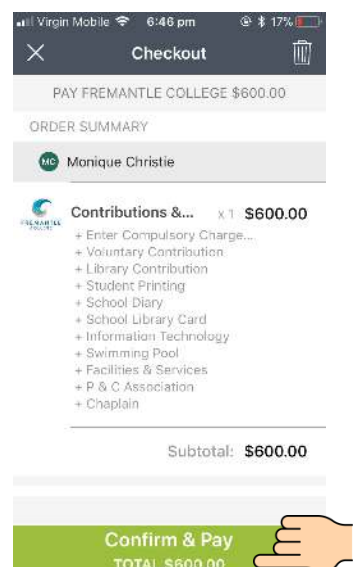 Virgin Mobile 6:46 pm 17%
Checkout
PAY FREMANTLE COLLEGE $600.00
ORDER SUMMARY
MC Monique Christie
FREMANTLE
COLLEGE
Contributions &... x 1 $600.00
+ Enter Compulsory Charge...
+ Voluntary Contribution
+ Library Contribution
+ Student Printing
+ School Diary
+ School Library Card
+ Information Technology
+ Swimming Pool
+ Facilities & Services
+ P & C Association
+ Chaplain
Subtotal: $600.00
Confirm & Pay
TOTAL $600.00